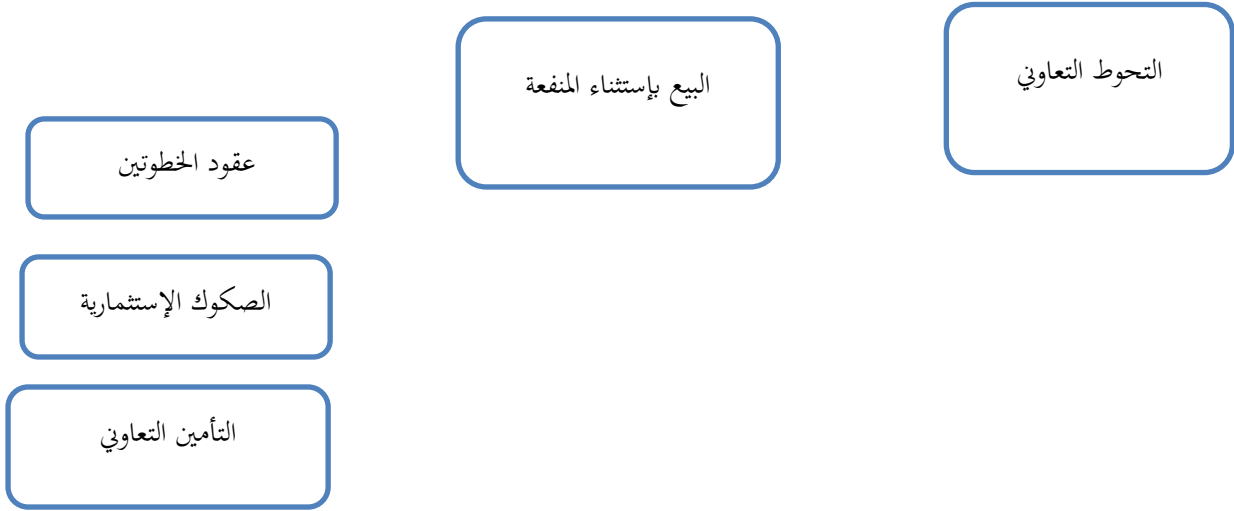 التحوط التعاوني
البيع بإستثناء المنفعة
عقود الخطوتين
الصكوك الإستثمارية
التأمين التعاوني